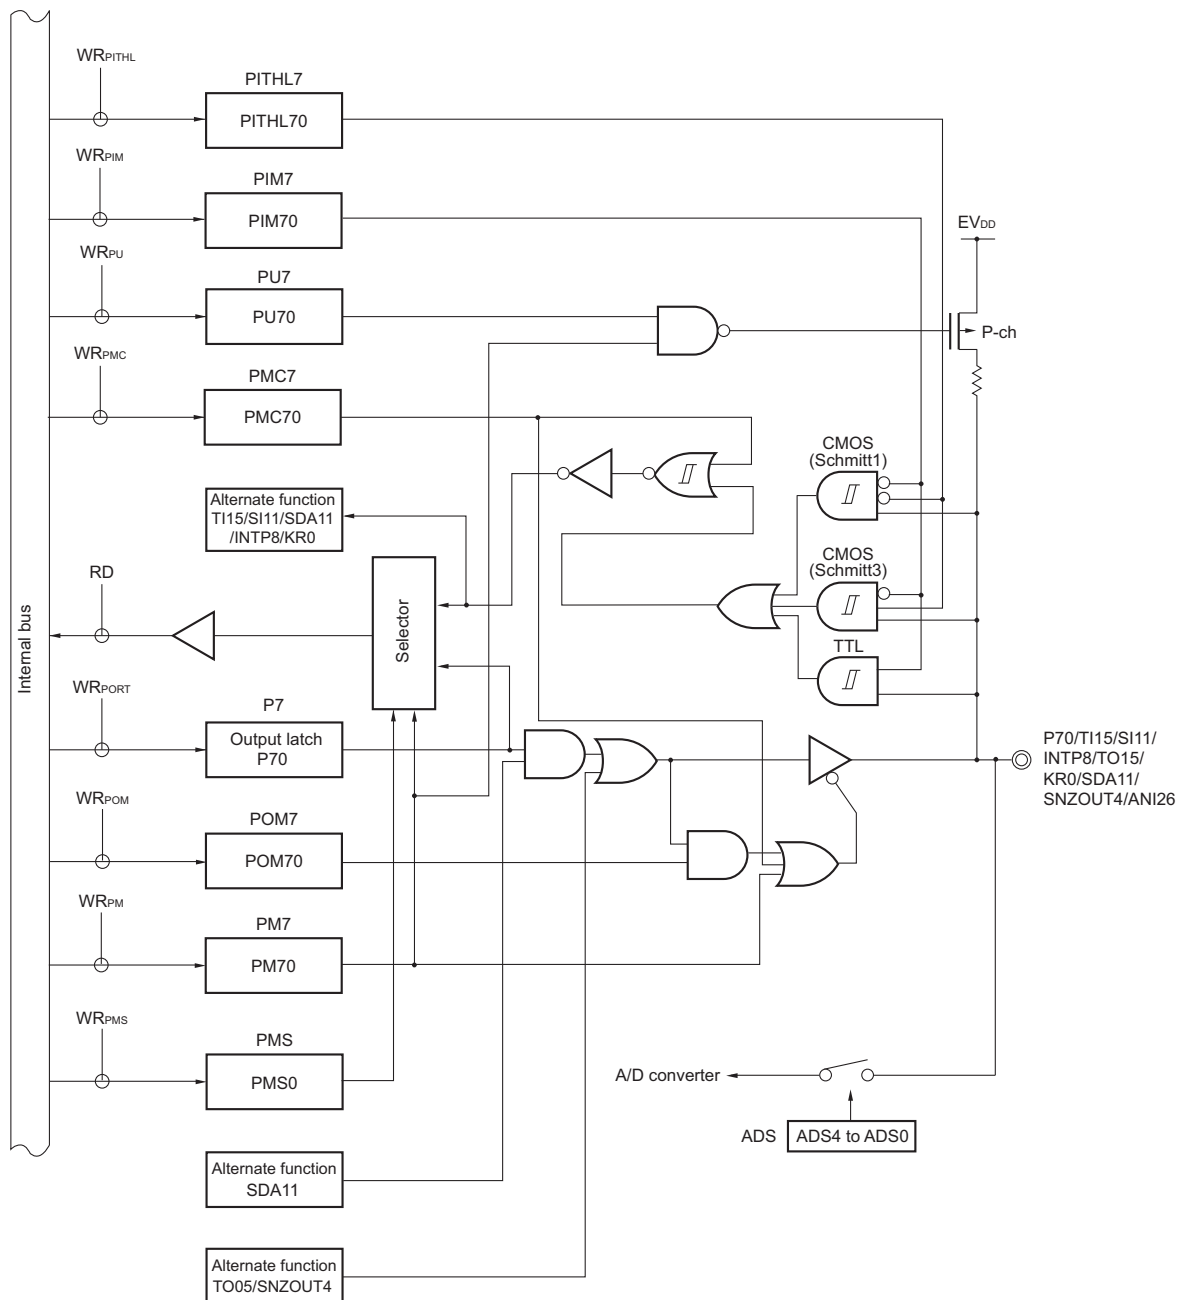 WRPITHL
PITHL7
PITHL70
WRPIM
PIM7
PIM70
EVDD
WRPU
PU7
PU70
P-ch
WRPMC
PMC7
PMC70
CMOS
(Schmitt1)
Alternate function
TI15/SI11/SDA11
/INTP8/KR0
CMOS
(Schmitt3)
RD
Selector
Internal bus
TTL
WRPORT
P7
Output latch
P70
P70/TI15/SI11/
INTP8/TO15/
KR0/SDA11/
SNZOUT4/ANI26
WRPOM
POM7
POM70
WRPM
PM7
PM70
WRPMS
PMS
PMS0
A/D converter
ADS
ADS4 to ADS0
Alternate function
SDA11
Alternate function
TO05/SNZOUT4